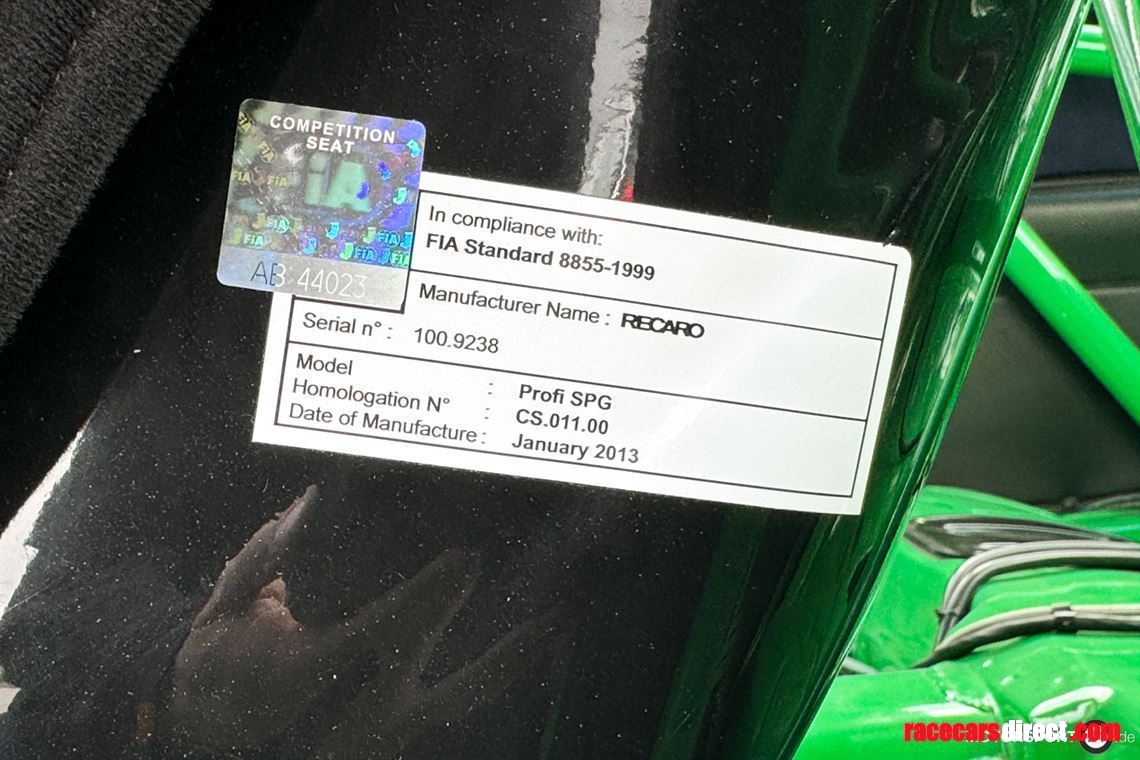 COMPETITION
SEAT
FIA
AB 44023
In compliance with:
FIA Standard 8855-1999
Manufacturer Name : RECARO
Serial n° : 100.9238
Model : Profi SPG
Homologation N° : CS.011.00
Date of Manufacture : January 2013
racecarsdirect.com